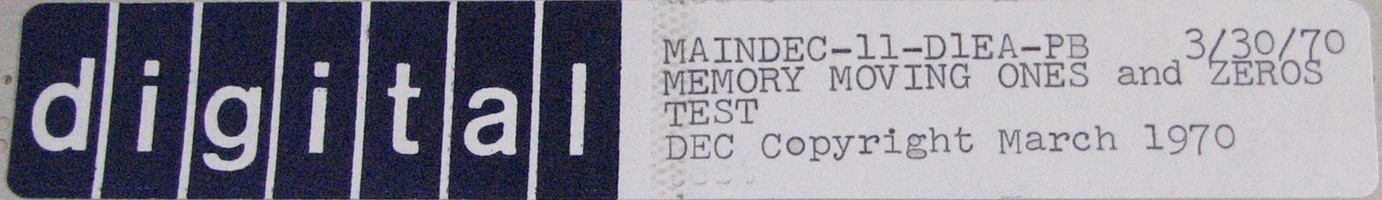 digital
MAINDEC-11-D1EA-PB 3/30/70
MEMORY MOVING ONES and ZEROS
TEST
DEC Copyright March 1970